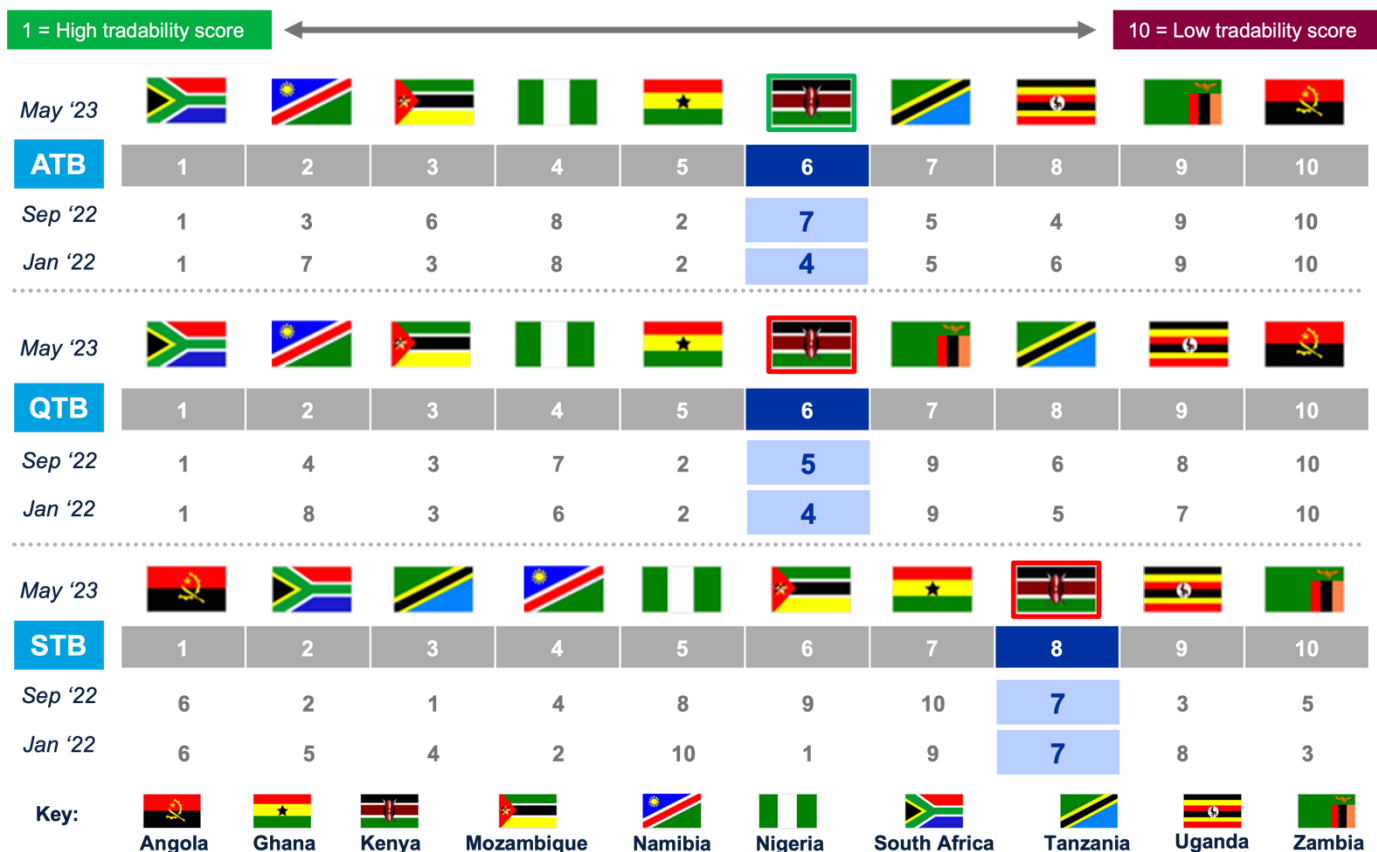 1 = High tradability score
10 = Low tradability score
May ‘23
ATB 1 2 3 4 5 6 7 8 9 10
Sep ‘22 1 3 6 8 2 7 5 4 9 10
Jan ‘22 1 7 3 8 2 4 5 6 9 10
May ‘23
QTB 1 2 3 4 5 6 7 8 9 10
Sep ‘22 1 4 3 7 2 5 9 6 8 10
Jan ‘22 1 8 3 6 2 4 9 5 7 10
May ‘23
STB 1 2 3 4 5 6 7 8 9 10
Sep ‘22 6 2 1 4 8 9 10 7 3 5
Jan ‘22 6 5 4 2 10 1 9 7 8 3
Key:
Angola Ghana Kenya Mozambique Namibia Nigeria South Africa Tanzania Uganda Zambia